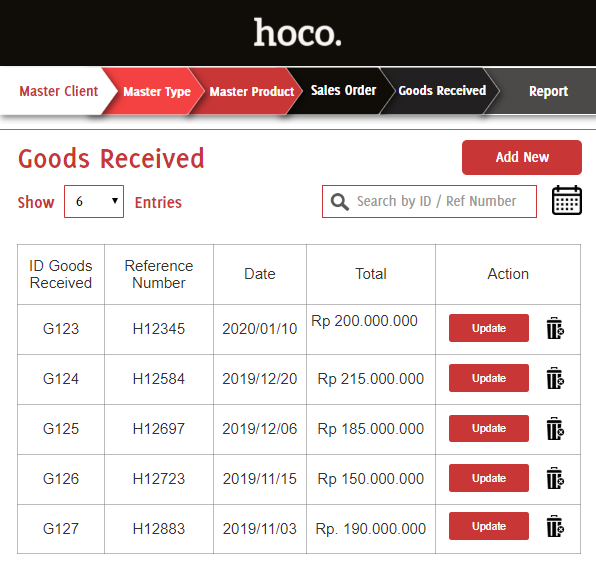 hoco.
Master Client Master Type Master Product Sales Order Goods Received Report
Goods Received
Add New
Show 6 Entries
Search by ID / Ref Number
ID Goods Received Reference Number Date Total Action
G123 H12345 2020/01/10 Rp 200.000.000 Update
G124 H12584 2019/12/20 Rp 215.000.000 Update
G125 H12697 2019/12/06 Rp 185.000.000 Update
G126 H12723 2019/11/15 Rp 150.000.000 Update
G127 H12883 2019/11/03 Rp. 190.000.000 Update